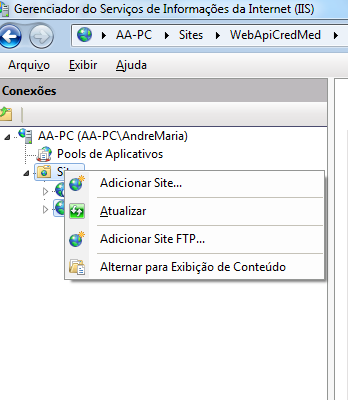 Gerenciador do Serviços de Informações da Internet (IIS)
AA-PC
Sites
WebApiCredMed
Arquivo Exibir Ajuda
Conexões
AA-PC (AA-PC\AndreMaria)
Pools de Aplicativos
Adicionar Site...
Atualizar
Adicionar Site FTP...
Alternar para Exibição de Conteúdo